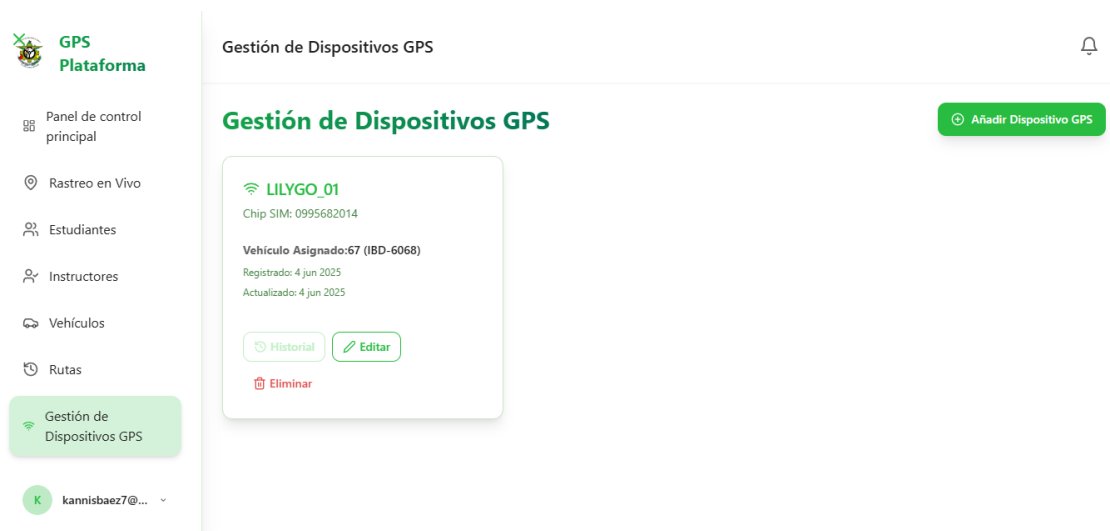 GPS
Plataforma
Panel de control
principal
Rastreo en Vivo
Estudiantes
Instructores
Vehículos
Rutas
Gestión de
Dispositivos GPS
K
kannisbaez7@...
Gestión de Dispositivos GPS
Gestión de Dispositivos GPS
Añadir Dispositivo GPS
LILYGO_01
Chip SIM: 0995682014
Vehículo Asignado:67 (IBD-6068)
Registrado: 4 jun 2025
Actualizado: 4 jun 2025
Historial
Editar
Eliminar